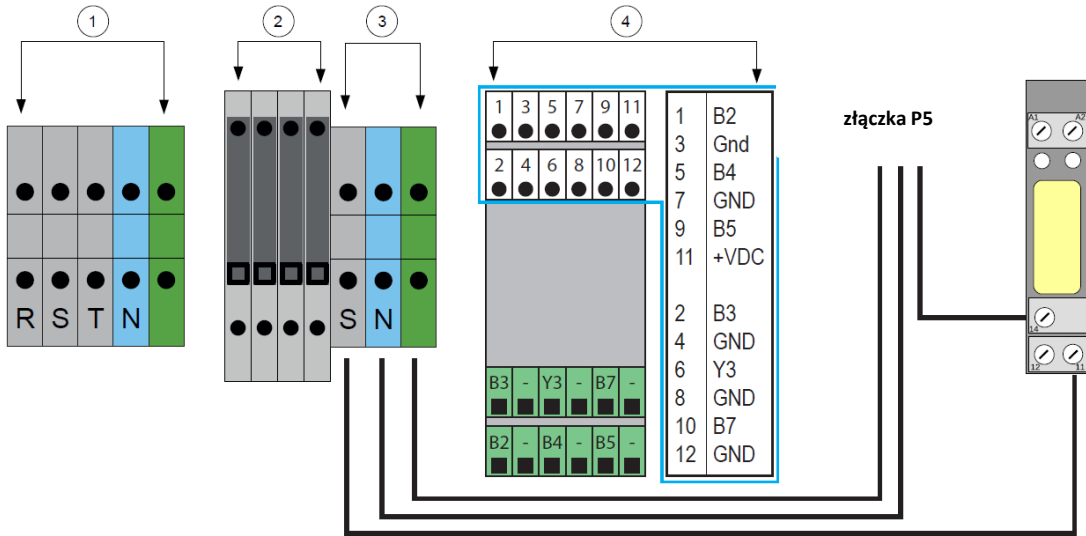 1
2
3
4
R S T N
S N
1 3 5 7 9 11
2 4 6 8 10 12
B3 - Y3 - B7 -
B2 - B4 - B5 -
1 B2
3 Gnd
5 B4
7 GND
9 B5
11 +VDC
2 B3
4 GND
6 Y3
8 GND
10 B7
12 GND
złączka P5
A1 A2
14
12 11